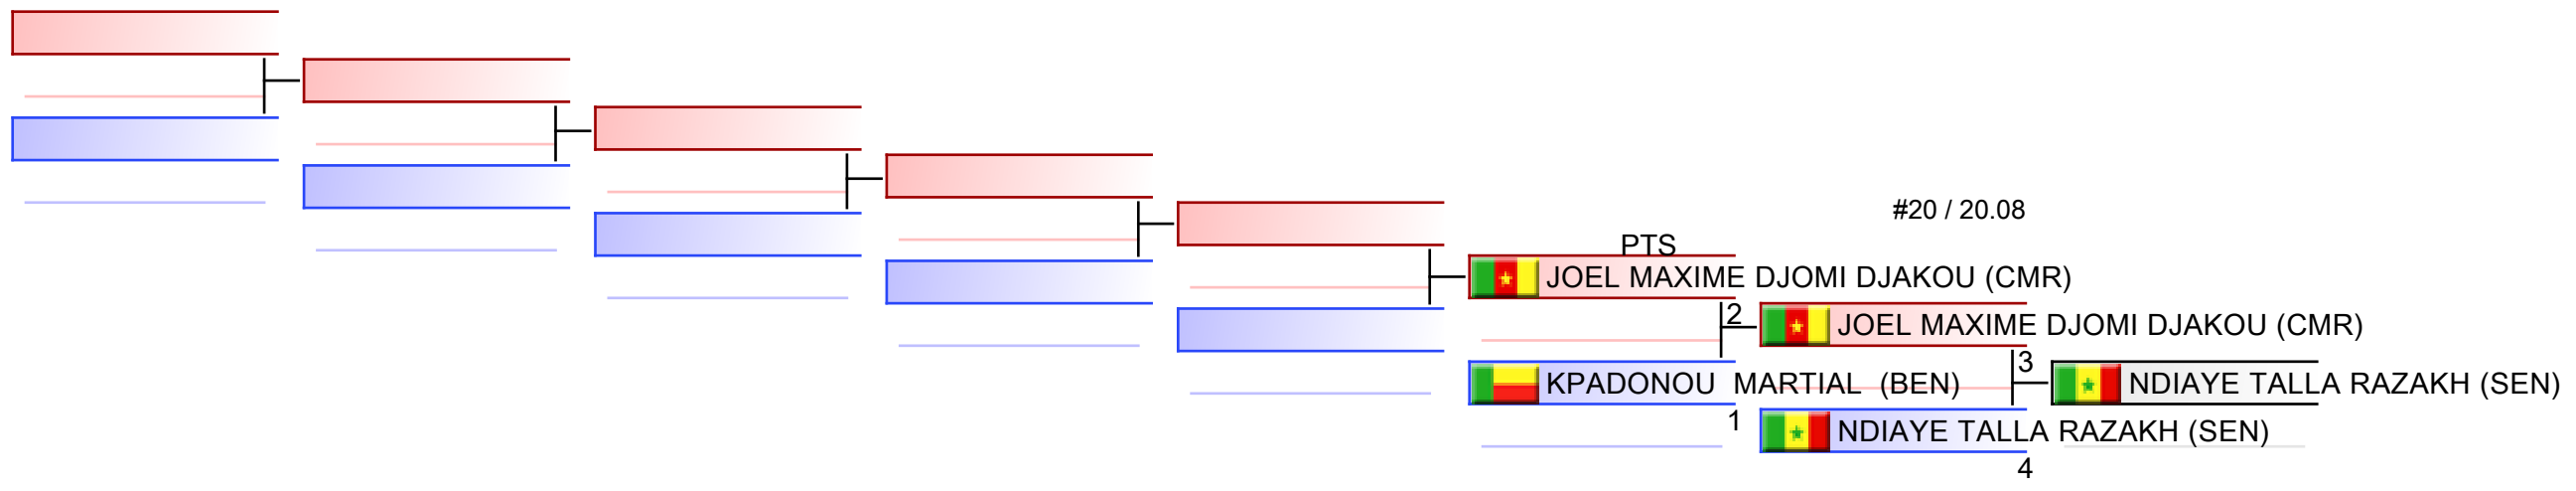 #20 / 20.08
PTS
JOEL MAXIME DJOMI DJAKOU (CMR)
2
JOEL MAXIME DJOMI DJAKOU (CMR)
3
KPADONOU MARTIAL (BEN)
NDIAYE TALLA RAZAKH (SEN)
1
NDIAYE TALLA RAZAKH (SEN)
4